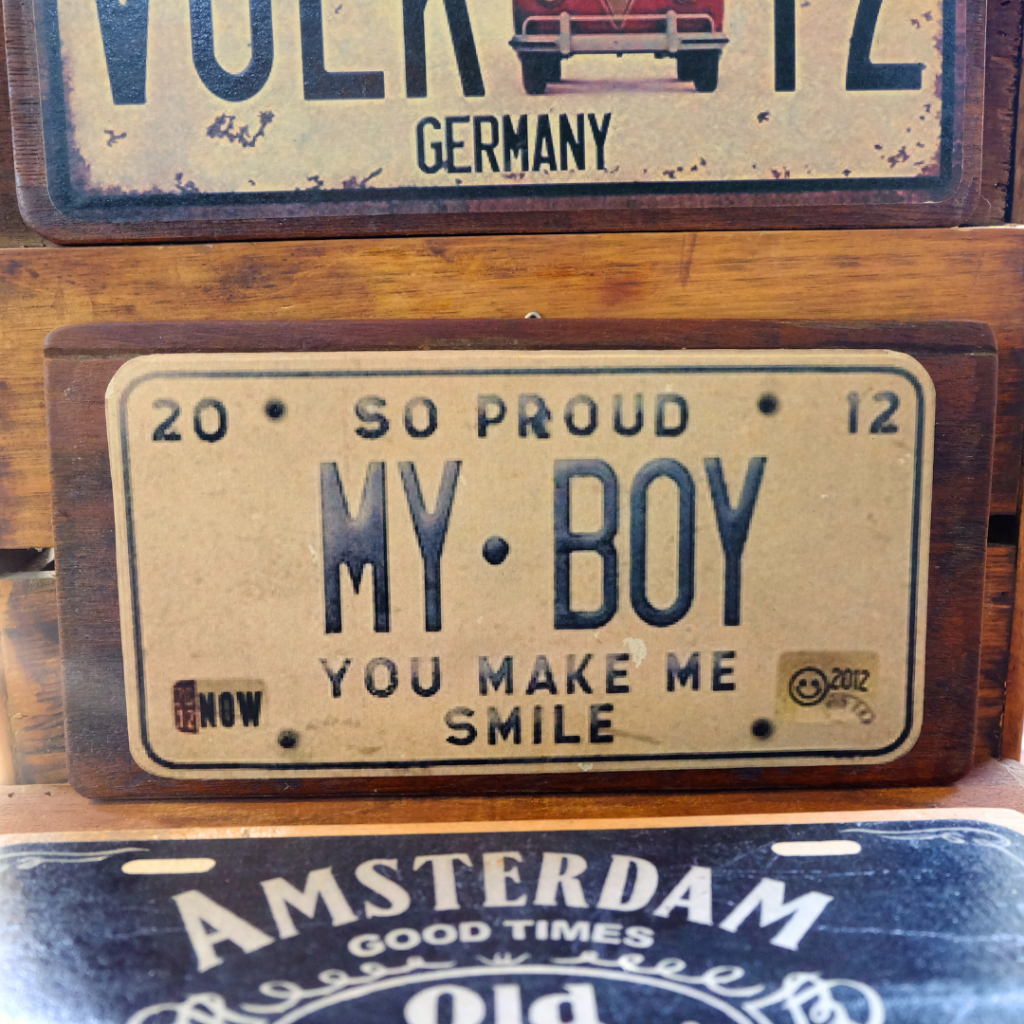 VOLK 12
GERMANY
20 SO PROUD 12
MY·BOY
YOU MAKE ME
SMILE
12 NOW
2012
AMSTERDAM
GOOD TIMES
Old